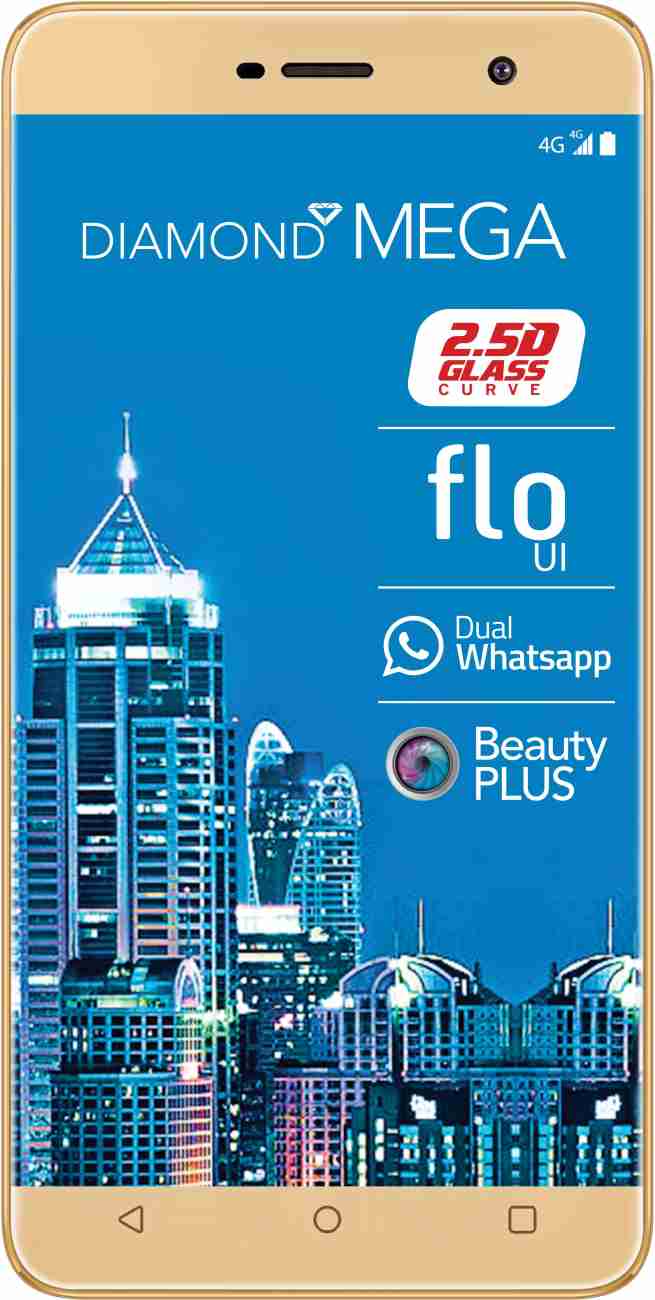 4G 4G
DIAMOND MEGA
2.5D
GLASS
CURVE
flo
UI
Dual
Whatsapp
Beauty
PLUS